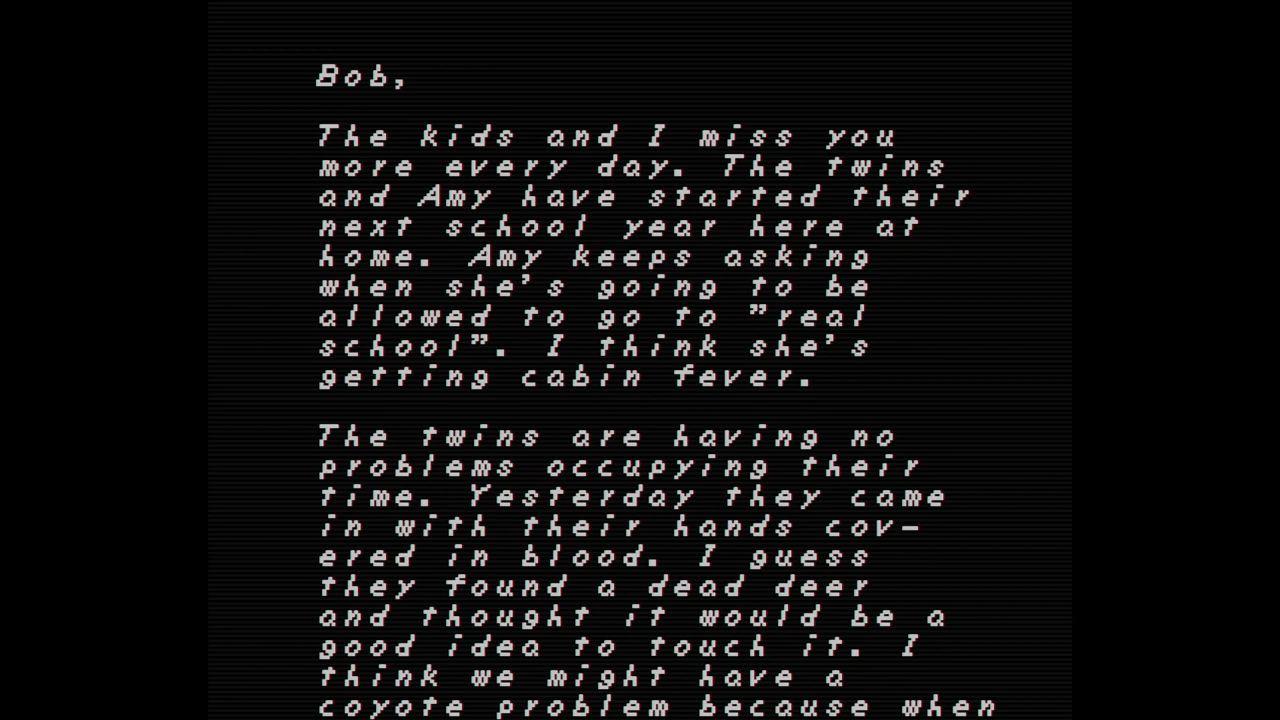 Bob,
The kids and I miss you
more every day. The twins
and Amy have started their
next school year here at
home. Amy keeps asking
when she's going to be
allowed to go to "real
school". I think she's
getting cabin fever.
The twins are having no
problems occupying their
time. Yesterday they came
in with their hands cov-
ered in blood. I guess
they found a dead deer
and thought it would be a
good idea to touch it. I
think we might have a
coyote problem because when